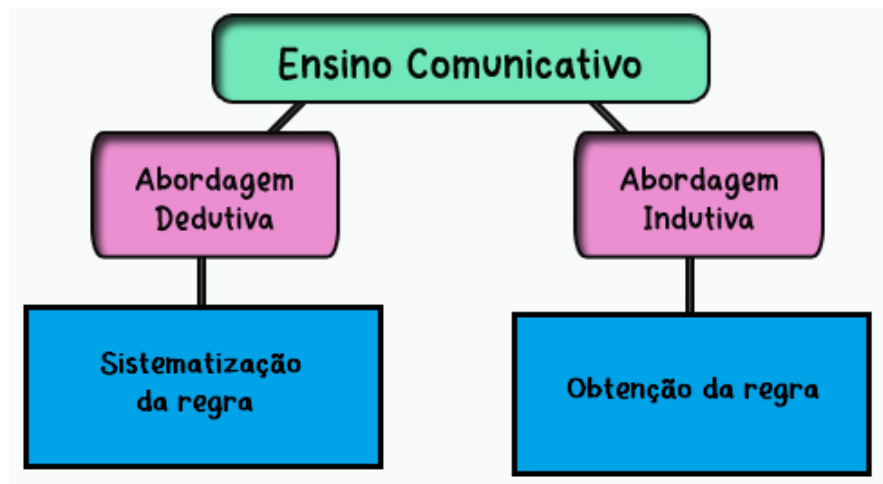 Ensino Comunicativo
Abordagem
Dedutiva
Abordagem
Indutiva
Sistematização
da regra
Obtenção da regra